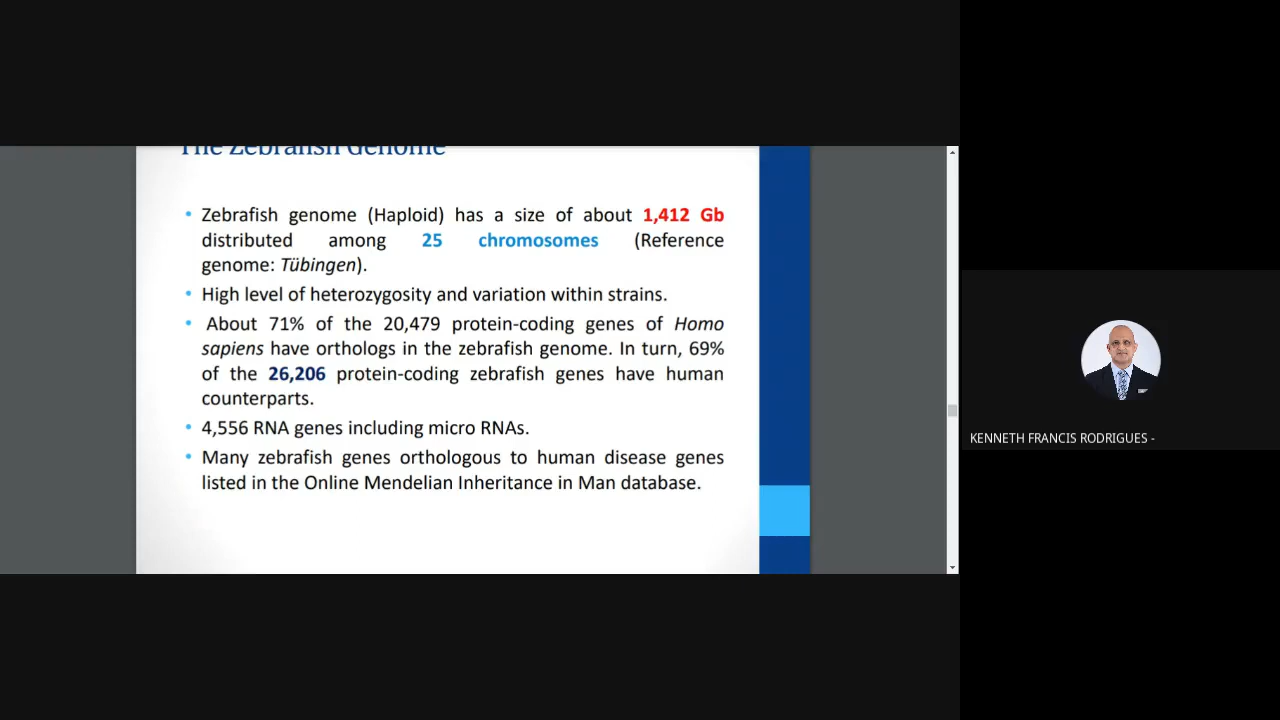 The Zebrafish Genome
• Zebrafish genome (Haploid) has a size of about 1,412 Gb
distributed among 25 chromosomes (Reference
genome: Tübingen).
• High level of heterozygosity and variation within strains.
• About 71% of the 20,479 protein-coding genes of Homo
sapiens have orthologs in the zebrafish genome. In turn, 69%
of the 26,206 protein-coding zebrafish genes have human
counterparts.
• 4,556 RNA genes including micro RNAs.
• Many zebrafish genes orthologous to human disease genes
listed in the Online Mendelian Inheritance in Man database.
KENNETH FRANCIS RODRIGUES -